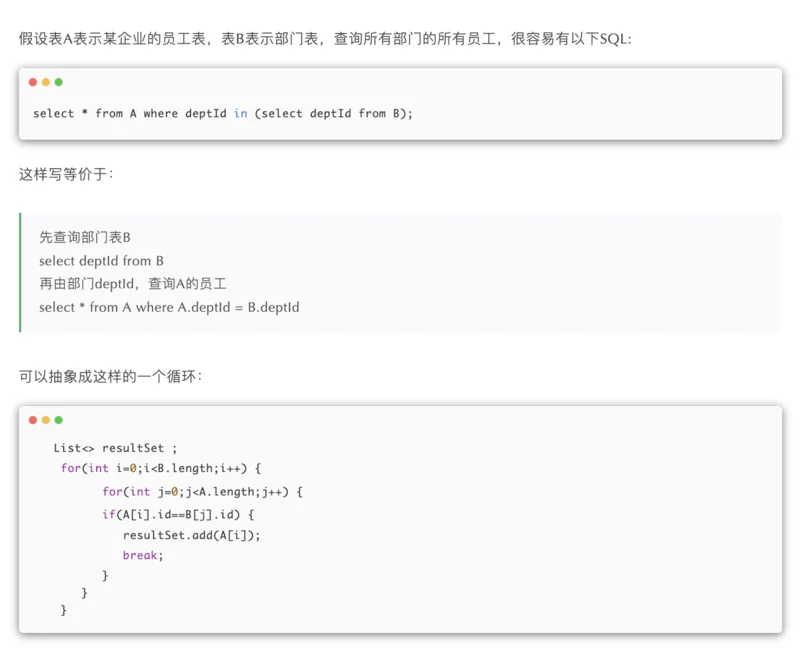 假设表A表示某企业的员工表，表B表示部门表，查询所有部门的所有员工，很容易有以下SQL:
select * from A where deptId in (select deptId from B);
这样写等价于：
先查询部门表B
select deptId from B
再由部门deptId，查询A的员工
select * from A where A.deptId = B.deptId
可以抽象成这样的一个循环：
List<> resultSet ;
for(int i=0;i<B.length;i++) {
for(int j=0;j<A.length;j++) {
if(A[i].id==B[j].id) {
resultSet.add(A[i]);
break;
}
}
}